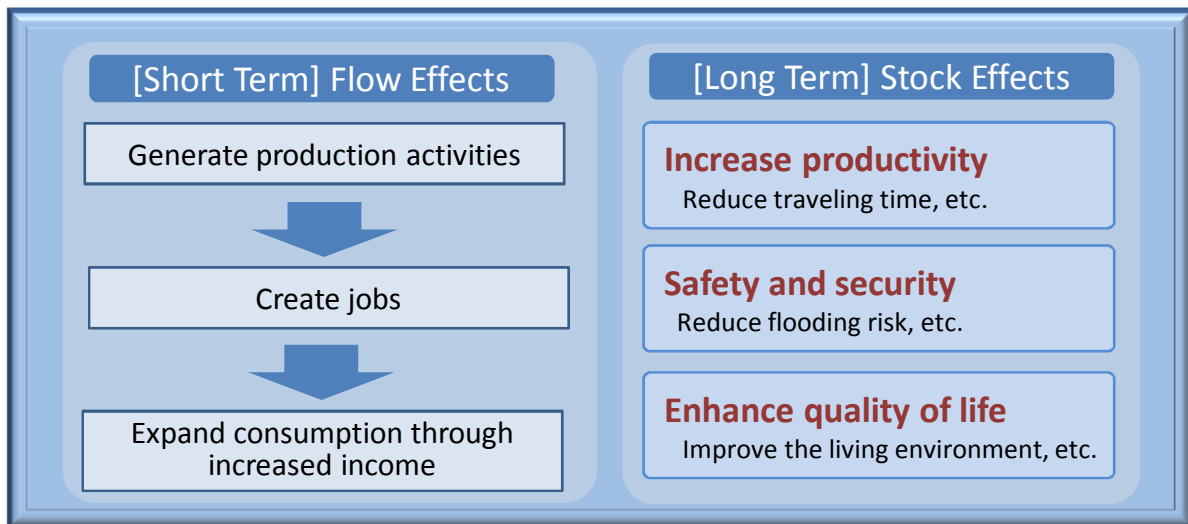 [Short Term] Flow Effects
Generate production activities
Create jobs
Expand consumption through
increased income
[Long Term] Stock Effects
Increase productivity
Reduce traveling time, etc.
Safety and security
Reduce flooding risk, etc.
Enhance quality of life
Improve the living environment, etc.